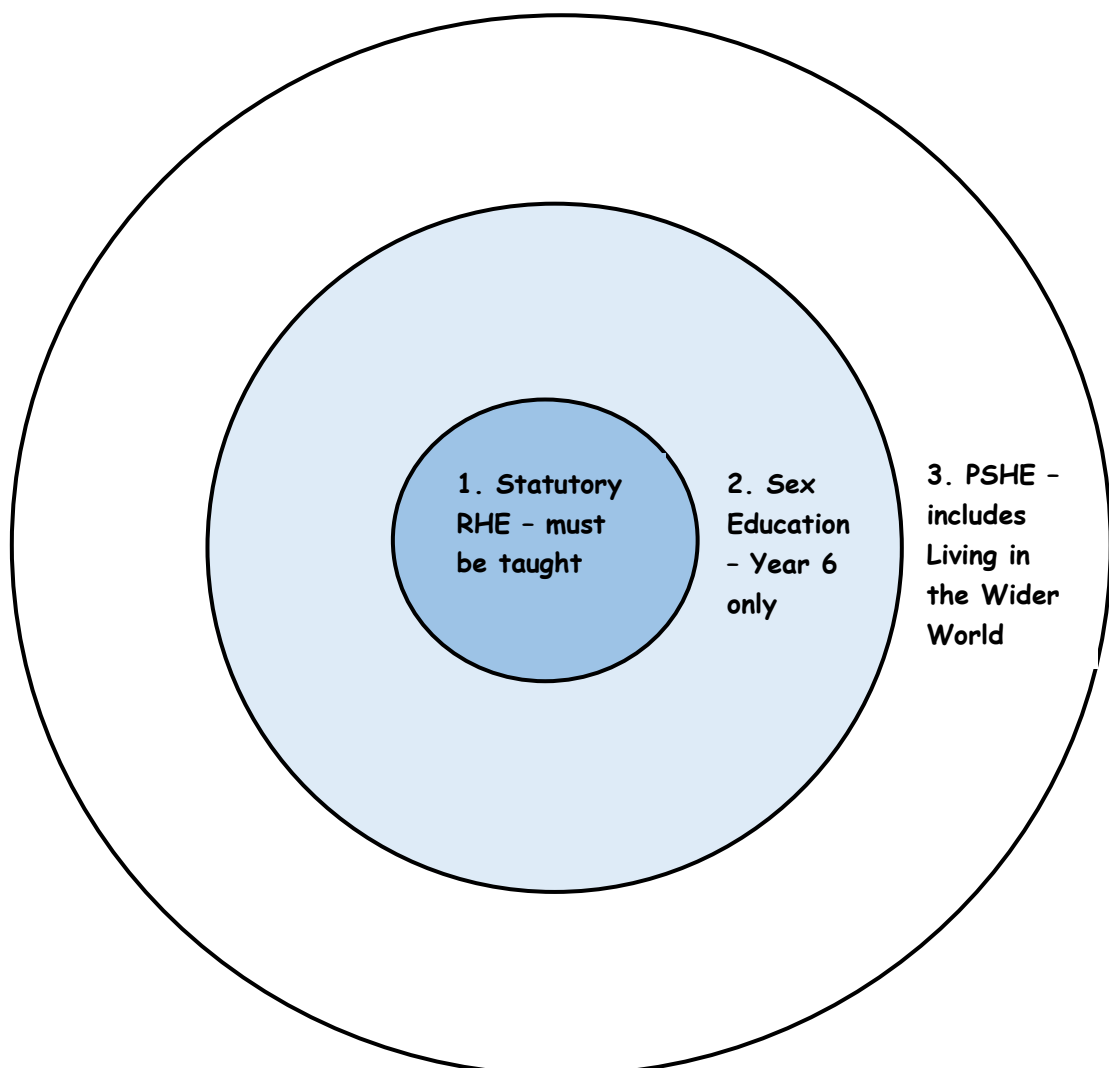 1. Statutory
RHE – must
be taught
2. Sex
Education
– Year 6
only
3. PSHE –
includes
Living in
the Wider
World